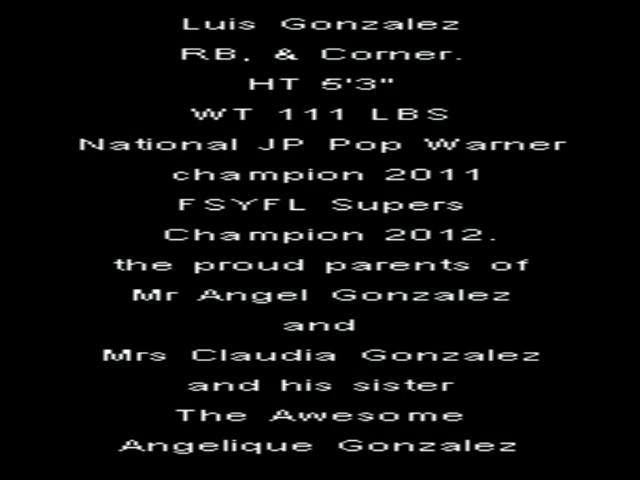 Luis Gonzalez
RB, & Corner.
HT 5'3"
WT 111 LBS
National JP Pop Warner
champion 2011
FSYFL Supers
Champion 2012.
the proud parents of
Mr Angel Gonzalez
and
Mrs Claudia Gonzalez
and his sister
The Awesome
Angelique Gonzalez